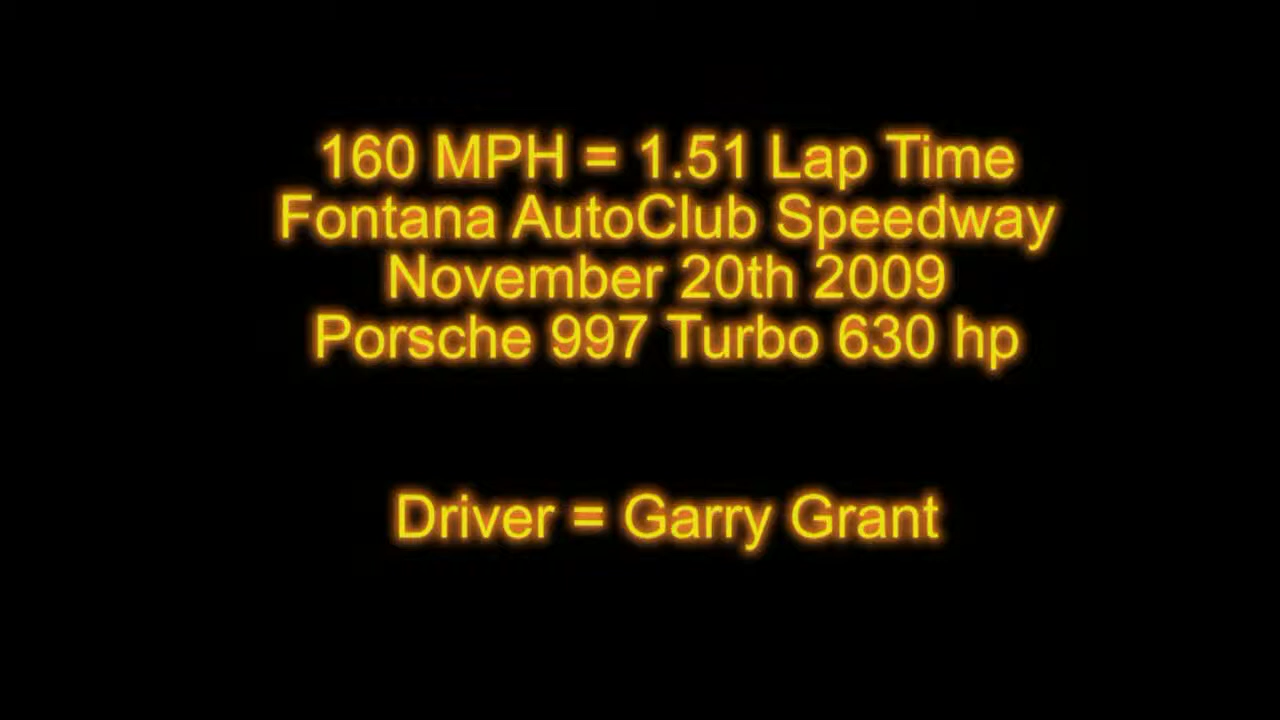 160 MPH = 1.51 Lap Time
Fontana AutoClub Speedway
November 20th 2009
Porsche 997 Turbo 630 hp
Driver = Garry Grant